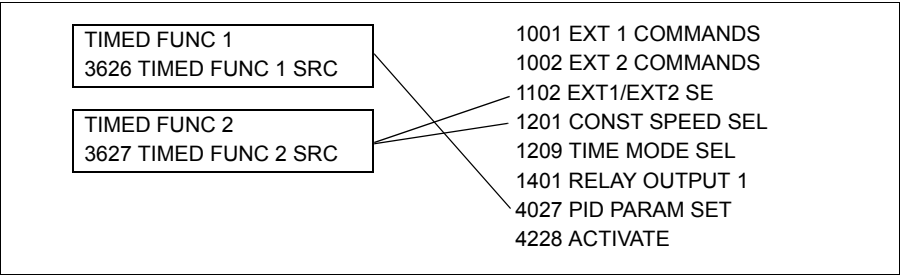 TIMED FUNC 1
3626 TIMED FUNC 1 SRC
TIMED FUNC 2
3627 TIMED FUNC 2 SRC
1001 EXT 1 COMMANDS
1002 EXT 2 COMMANDS
1102 EXT1/EXT2 SE
1201 CONST SPEED SEL
1209 TIME MODE SEL
1401 RELAY OUTPUT 1
4027 PID PARAM SET
4228 ACTIVATE